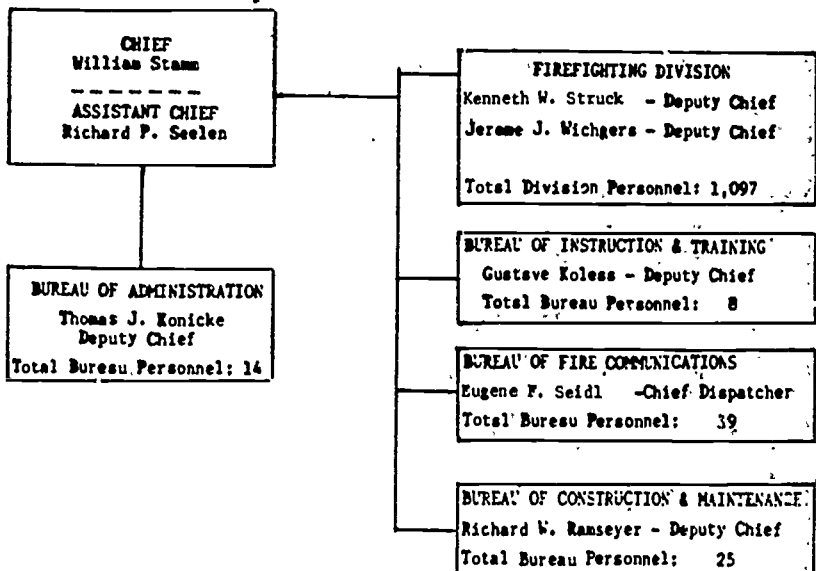 CHIEF
William Stamm
ASSISTANT CHIEF
Richard P. Seelen
BUREAU OF ADMINISTRATION
Thomas J. Konicke
Deputy Chief
Total Bureau Personnel: 14
FIREFIGHTING DIVISION
Kenneth W. Struck - Deputy Chief
Jerome J. Wichgers - Deputy Chief
Total Division Personnel: 1,097
BUREAU OF INSTRUCTION & TRAINING
Gustave Koless - Deputy Chief
Total Bureau Personnel: 8
BUREAU OF FIRE COMMUNICATIONS
Eugene F. Seidl -Chief Dispatcher
Total Bureau Personnel: 39
BUREAU OF CONSTRUCTION & MAINTENANCE
Richard W. Ramseyer - Deputy Chief
Total Bureau Personnel: 25